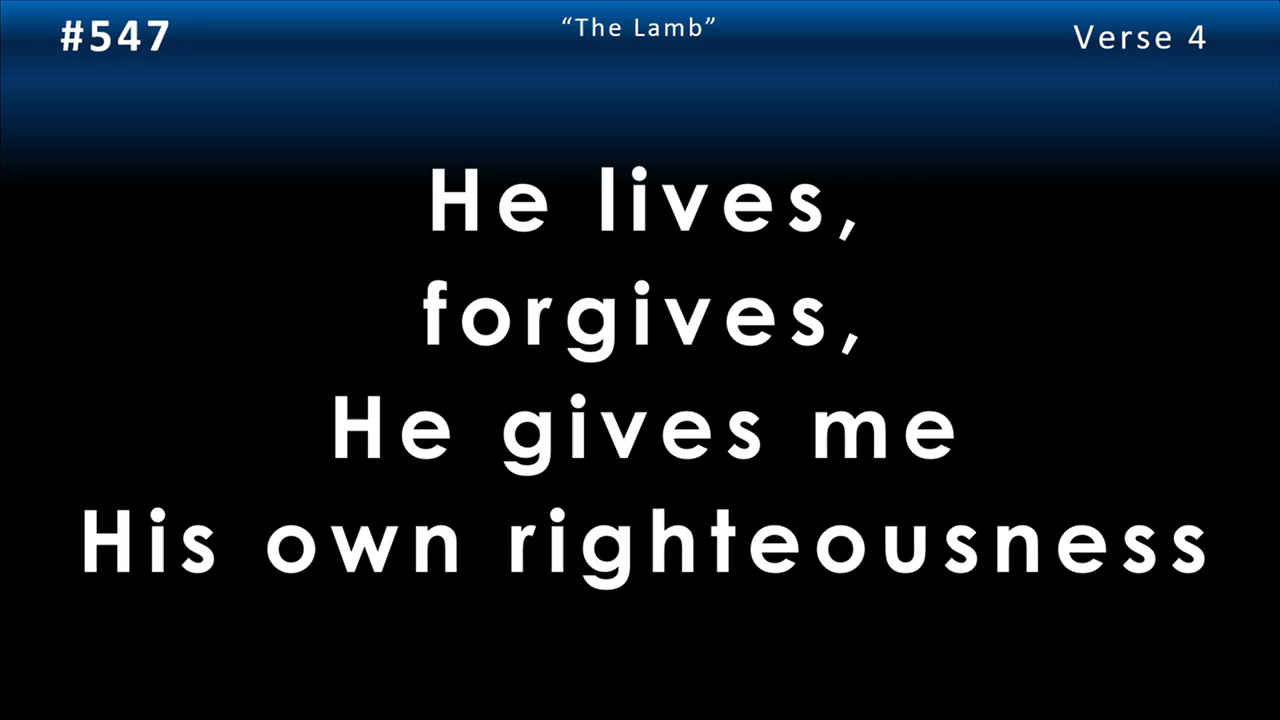 #547
“The Lamb”
Verse 4
He lives,
forgives,
He gives me
His own righteousness